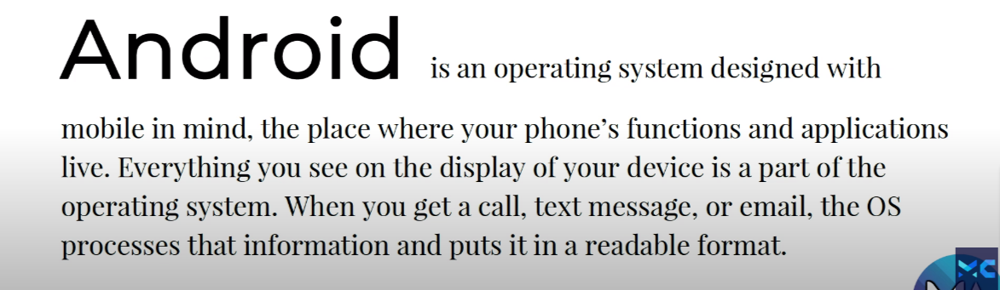 Android is an operating system designed with
mobile in mind, the place where your phone’s functions and applications
live. Everything you see on the display of your device is a part of the
operating system. When you get a call, text message, or email, the OS
processes that information and puts it in a readable format.